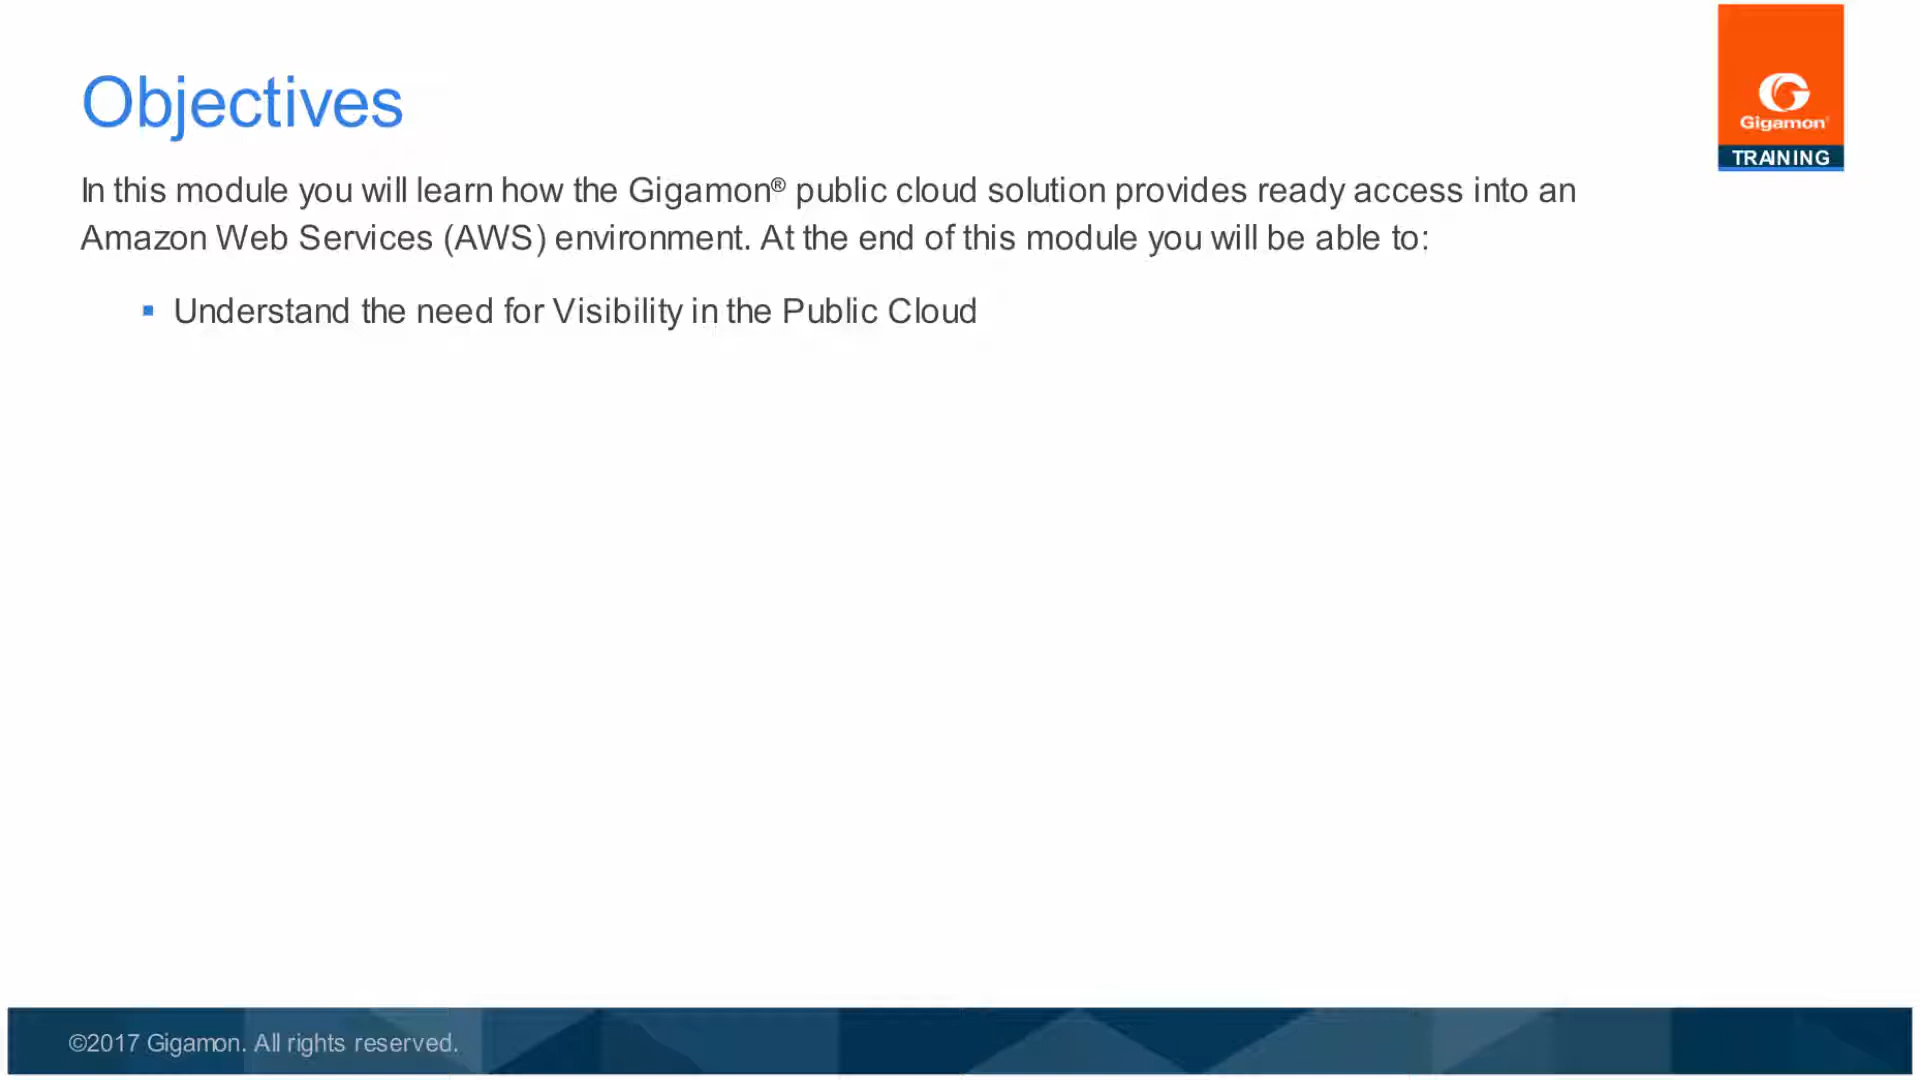 Objectives
Gigamon®
TRAINING
In this module you will learn how the Gigamon® public cloud solution provides ready access into an
Amazon Web Services (AWS) environment. At the end of this module you will be able to:
▪ Understand the need for Visibility in the Public Cloud
©2017 Gigamon. All rights reserved.